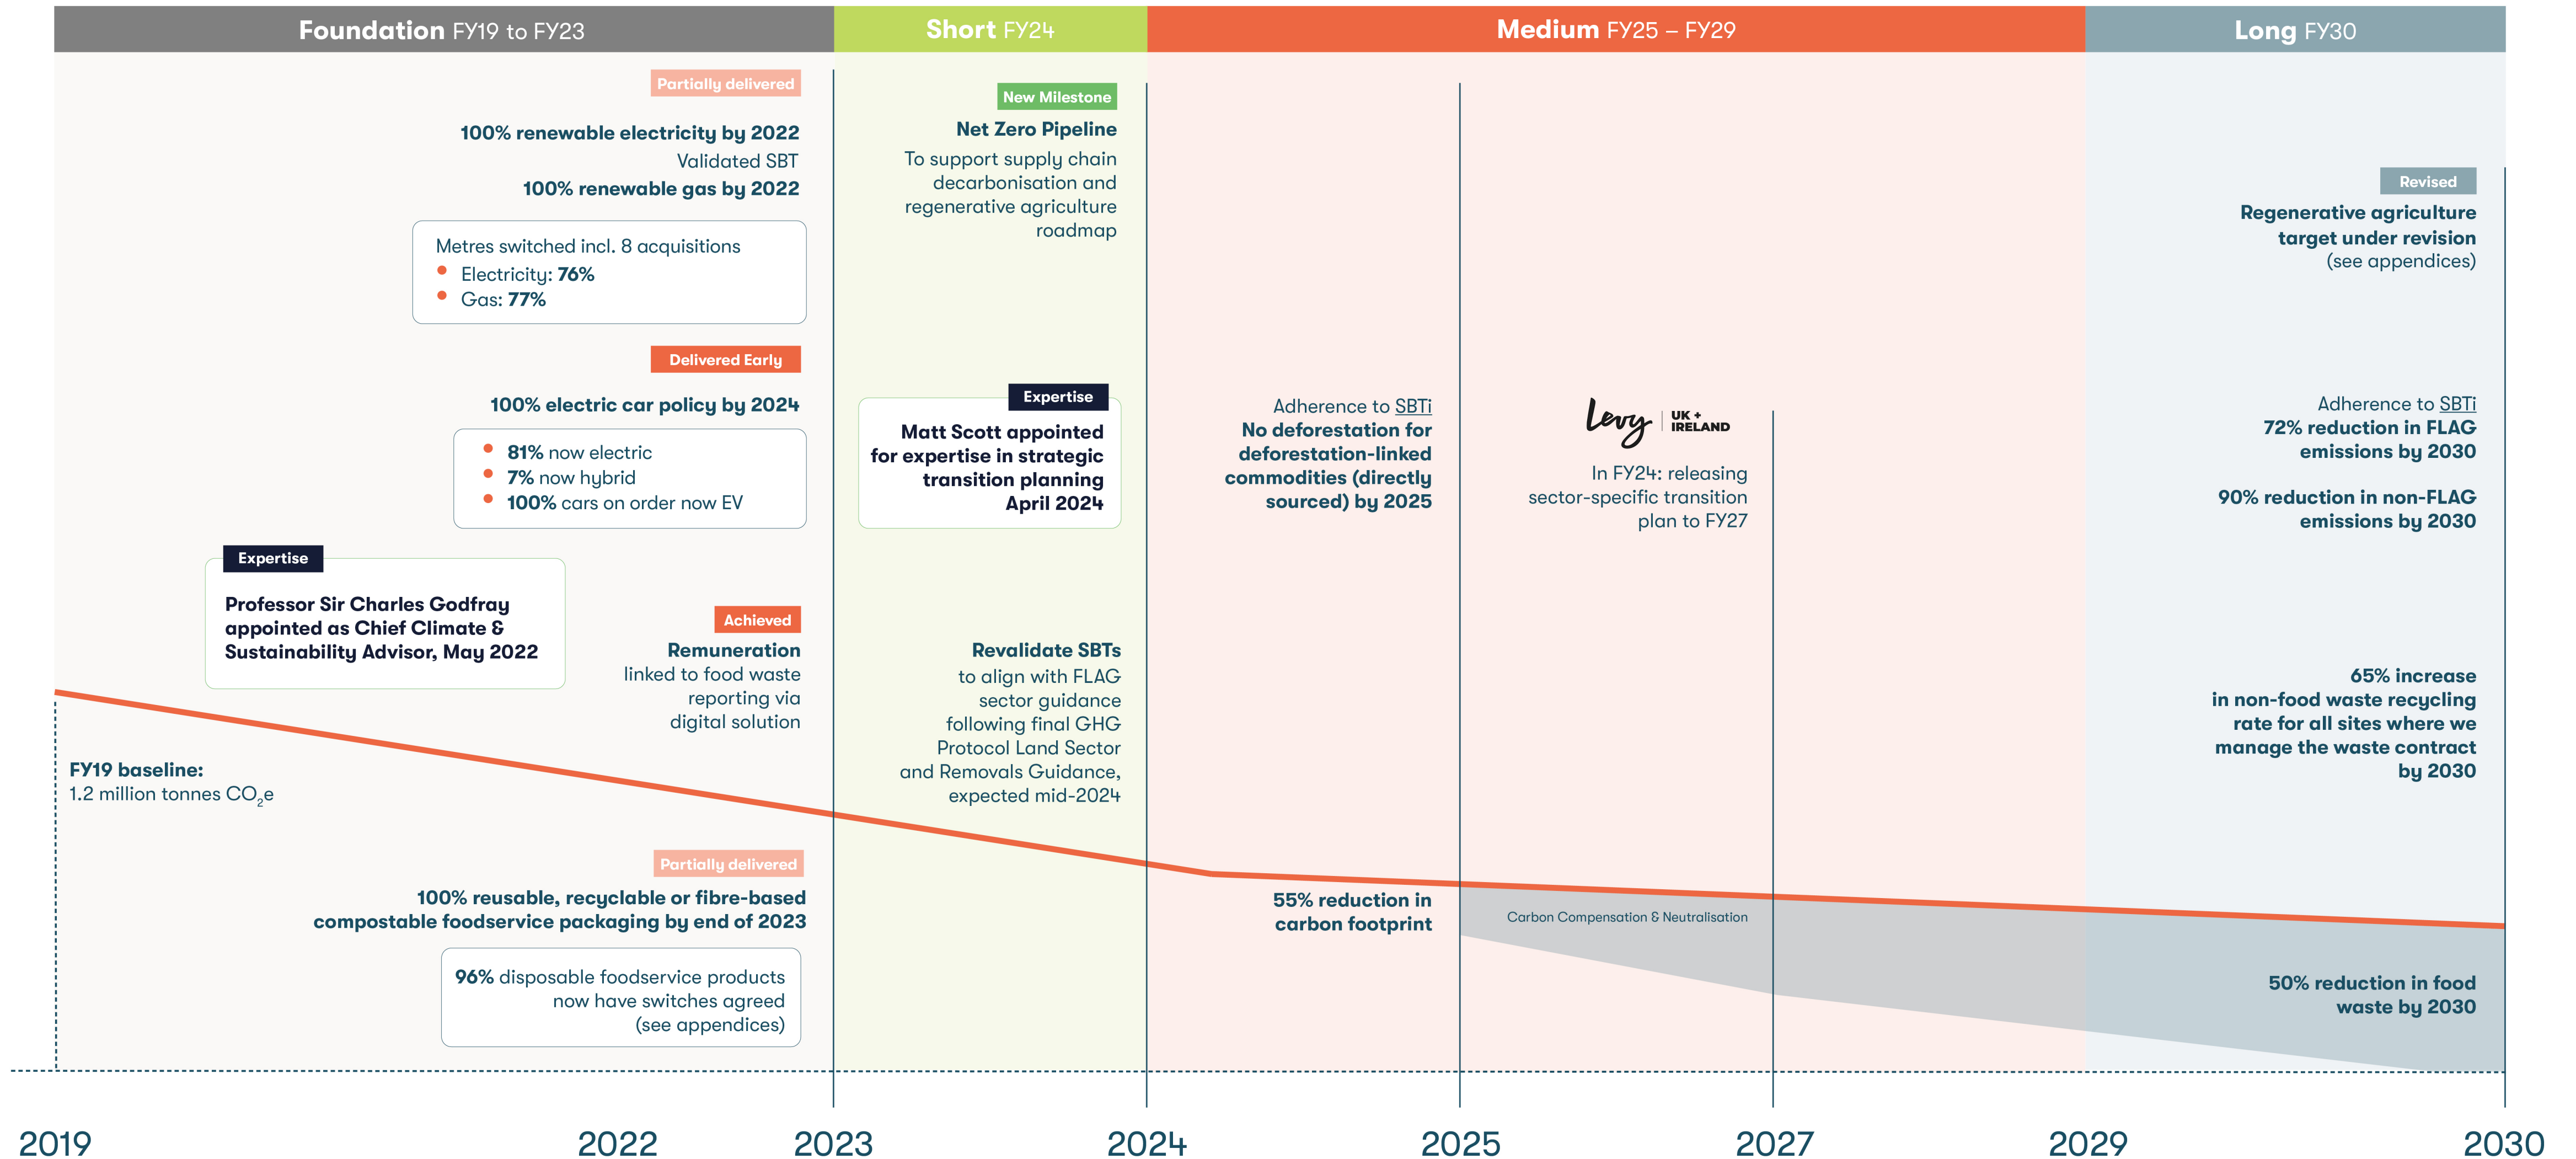 Foundation FY19 to FY23
Short FY24
Medium FY25 – FY29
Long FY30
Partially delivered
100% renewable electricity by 2022
Validated SBT
100% renewable gas by 2022
Metres switched incl. 8 acquisitions
• Electricity: 76%
• Gas: 77%
Delivered Early
100% electric car policy by 2024
• 81% now electric
• 7% now hybrid
• 100% cars on order now EV
Expertise
Professor Sir Charles Godfray
appointed as Chief Climate &
Sustainability Advisor, May 2022
Achieved
Remuneration
linked to food waste
reporting via
digital solution
FY19 baseline:
1.2 million tonnes CO₂e
Partially delivered
100% reusable, recyclable or fibre-based
compostable foodservice packaging by end of 2023
96% disposable foodservice products
now have switches agreed
(see appendices)
New Milestone
Net Zero Pipeline
To support supply chain
decarbonisation and
regenerative agriculture
roadmap
Expertise
Matt Scott appointed
for expertise in strategic
transition planning
April 2024
Revalidate SBTs
to align with FLAG
sector guidance
following final GHG
Protocol Land Sector
and Removals Guidance,
expected mid-2024
Adherence to SBTi
No deforestation for
deforestation-linked
commodities (directly
sourced) by 2025
55% reduction in
carbon footprint
Levy UK +
IRELAND
In FY24: releasing
sector-specific transition
plan to FY27
Carbon Compensation & Neutralisation
Revised
Regenerative agriculture
target under revision
(see appendices)
Adherence to SBTi
72% reduction in FLAG
emissions by 2030
90% reduction in non-FLAG
emissions by 2030
65% increase
in non-food waste recycling
rate for all sites where we
manage the waste contract
by 2030
50% reduction in food
waste by 2030
2019
2022
2023
2024
2025
2027
2029
2030